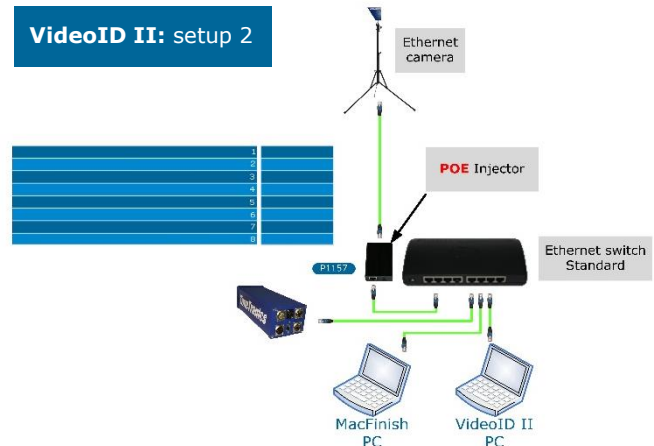 VideoID II: setup 2
Ethernet
camera
1
2
3
4
5
6
7
8
POE Injector
P1157
Ethernet switch
Standard
TimeTronics
MacFinish
PC
VideoID II
PC